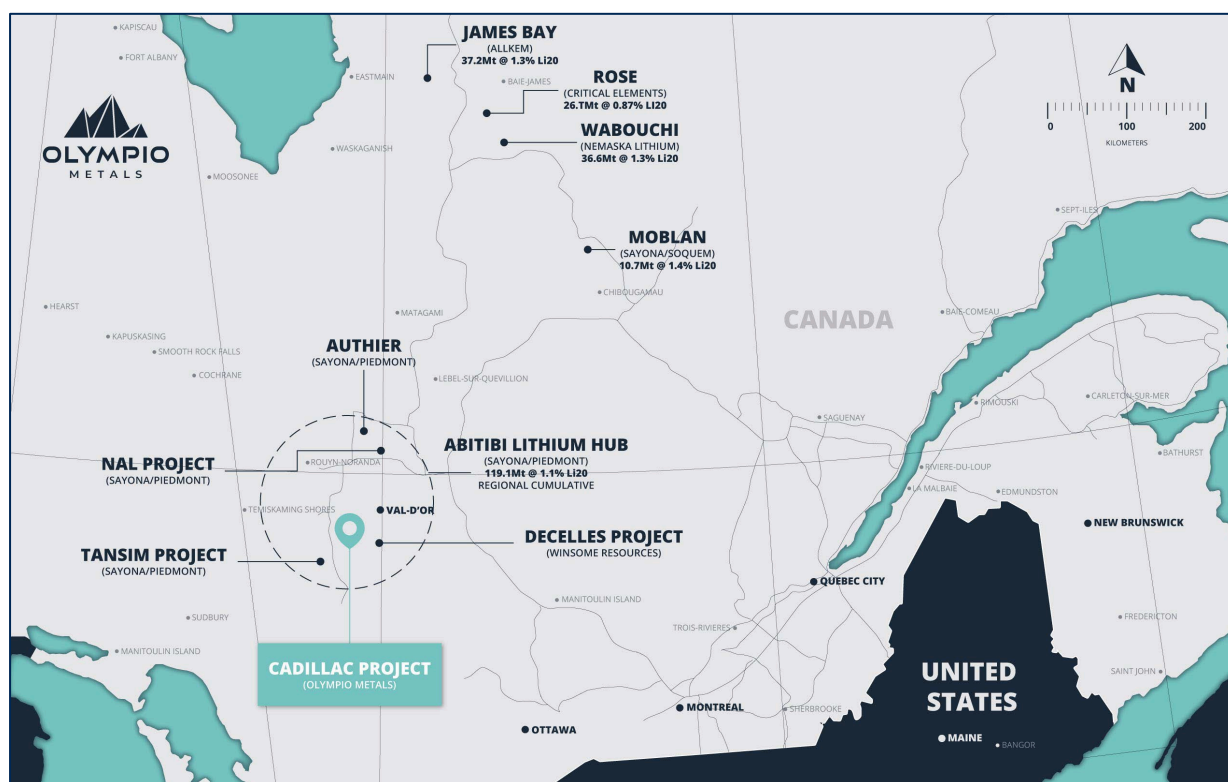 KAPISCAU
FORT ALBANY
EASTMAIN
JAMES BAY
(ALLKEM)
37.2Mt @ 1.3% Li20
BAIE-JAMES
ROSE
(CRITICAL ELEMENTS)
26.TMt @ 0.87% LI20
N
0 100 200
KILOMETERS
OLYMPIO
METALS
WASKAGANISH
WABOUCHI
(NEMASKA LITHIUM)
36.6Mt @ 1.3% Li20
MOOSONEE
SEPT-ILES
MOBLAN
(SAYONA/SOQUEM)
10.7Mt @ 1.4% Li20
CHIBOUGAMAU
HEARST
MATAGAMI
CANADA
BAIE-COMEAU
KAPUSKASING
SMOOTH ROCK FALLS
COCHRANE
AUTHIER
(SAYONA/PIEDMONT)
LEBEL-SUR-QUEVILLION
SAGUENAY
RIMOUSKI
CARLETON-SUR-MER
NAL PROJECT
(SAYONA/PIEDMONT)
ROUYN-NORANDA
ABITIBI LITHIUM HUB
(SAYONA/PIEDMONT)
119.1Mt @ 1.1% Li20
REGIONAL CUMULATIVE
BATHURST
RIVIERE-DU-LOUP
LA MALBAIE
EDMUNDSTON
TEMISKAMING SHORES
VAL-D'OR
NEW BRUNSWICK
TANSIM PROJECT
(SAYONA/PIEDMONT)
DECELLES PROJECT
(WINSOME RESOURCES)
QUEBEC CITY
MANITOULIN ISLAND
SUDBURY
TROIS-RIVIERES
FREDERICTON
MANITOULIN ISLAND
CADILLAC PROJECT
(OLYMPIO METALS)
UNITED
STATES
SAINT JOHN
MONTREAL
SHERBROOKE
OTTAWA
MAINE
BANGOR